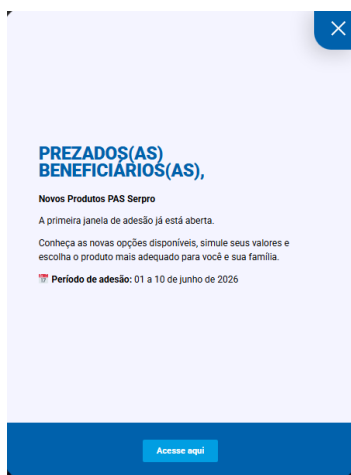 PREZADOS(AS)
BENEFICIÁRIOS(AS),
Novos Produtos PAS Serpro
A primeira janela de adesão já está aberta.
Conheça as novas opções disponíveis, simule seus valores e
escolha o produto mais adequado para você e sua família.
📅 Período de adesão: 01 a 10 de junho de 2026
Acesse aqui